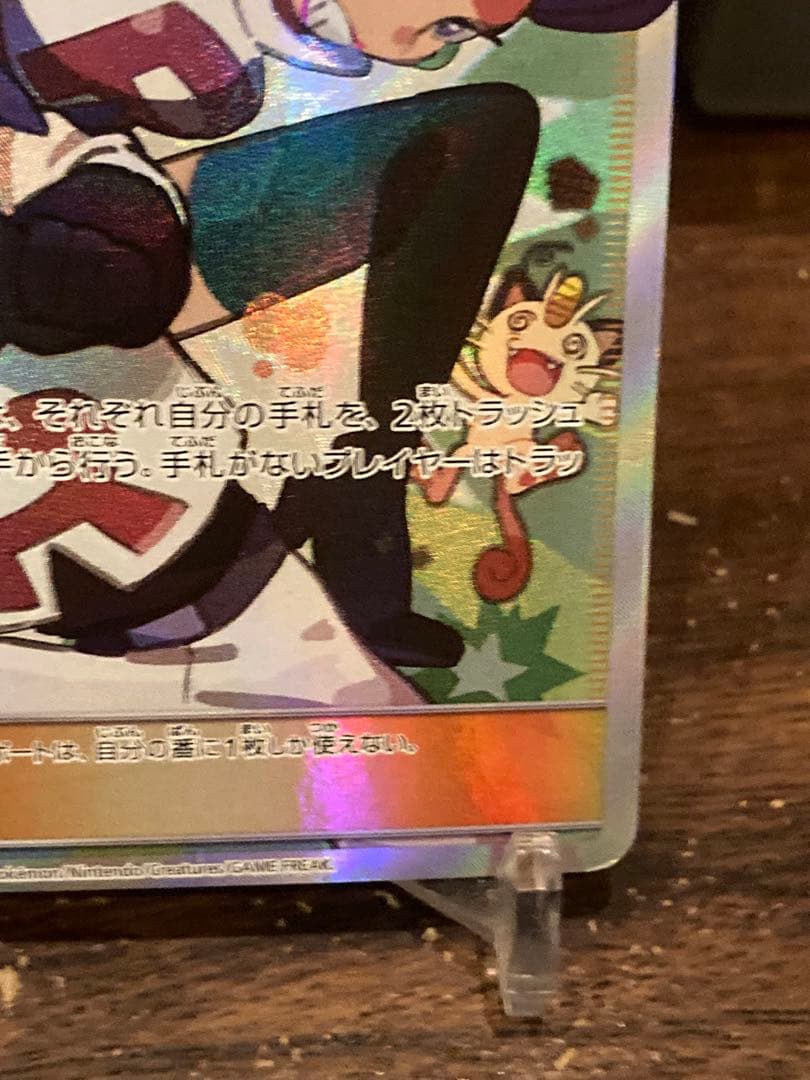 、それぞれ自分の手札を、2枚トラッシュ
手から行う。手札がないプレイヤーはトラッ
ポートは、自分の番に1枚しか使えない。
Pokémon/Nintendo/Creatures/GAME FREAK.